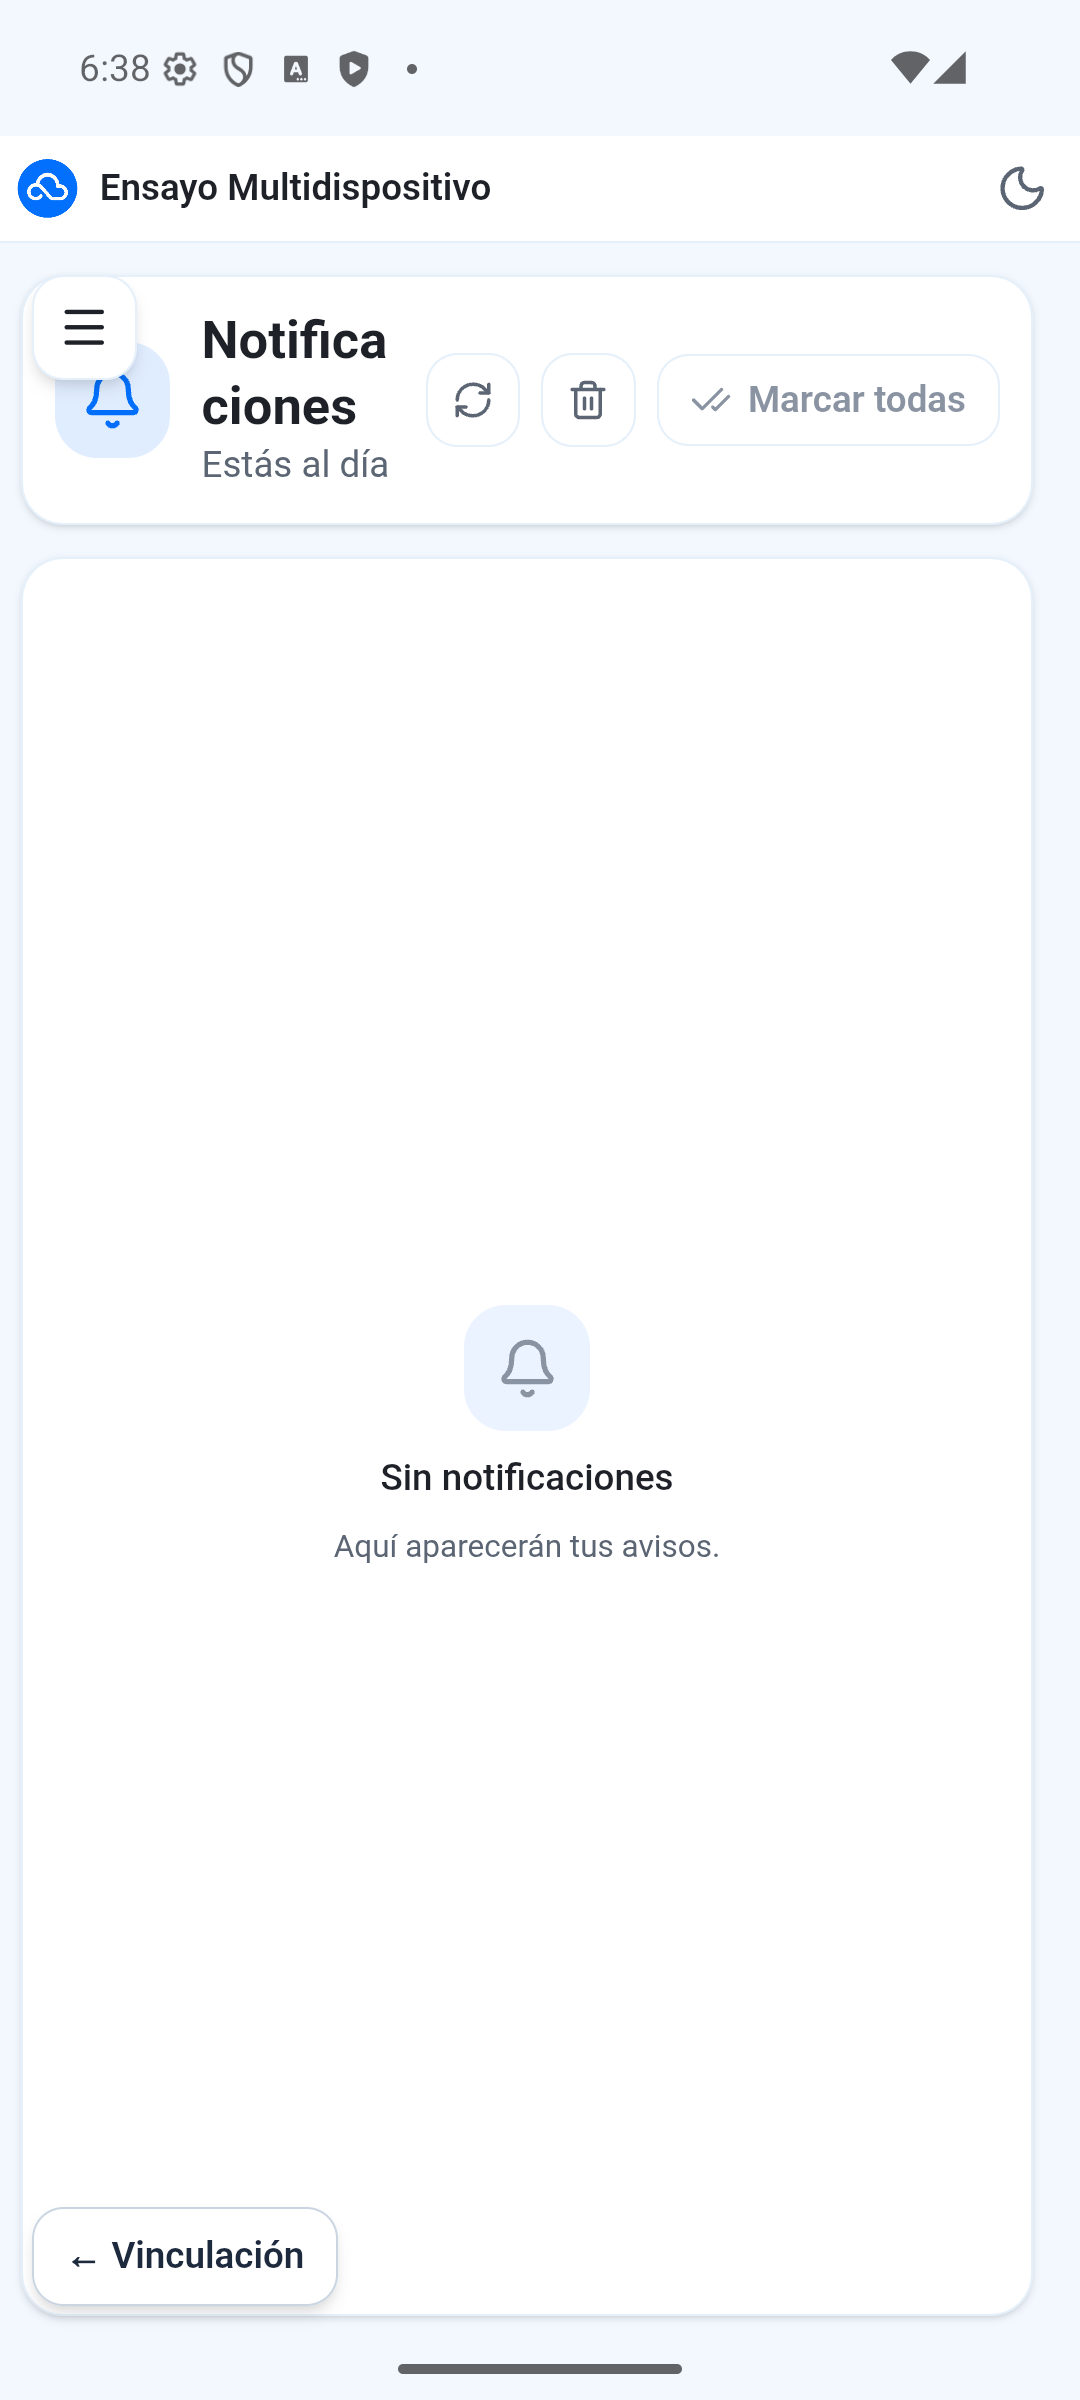 6:38
Ensayo Multidispositivo
Notifica
ciones
Estás al día
Marcar todas
Sin notificaciones
Aquí aparecerán tus avisos.
← Vinculación